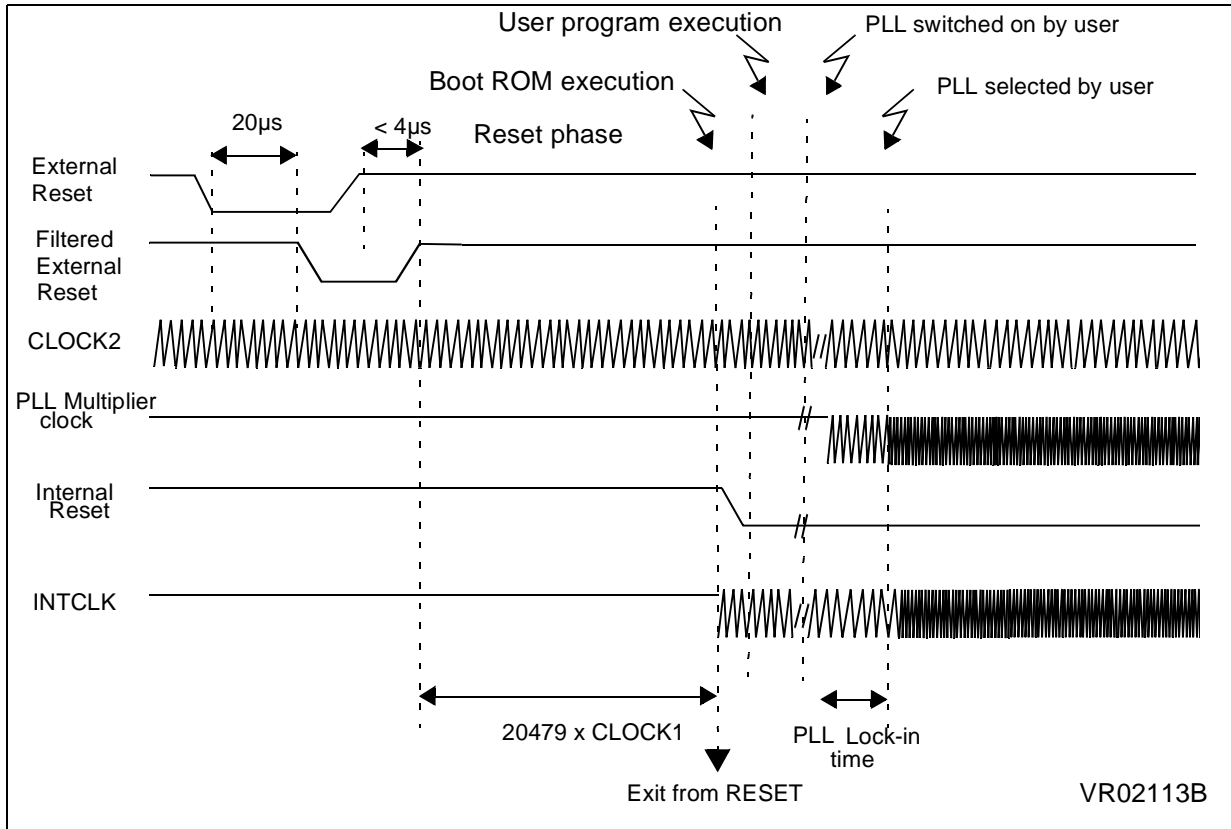 User program execution
PLL switched on by user
Boot ROM execution
PLL selected by user
20µs
< 4µs
Reset phase
External
Reset
Filtered
External
Reset
CLOCK2
PLL Multiplier
clock
Internal
Reset
INTCLK
20479 x CLOCK1
PLL Lock-in
time
Exit from RESET
VR02113B